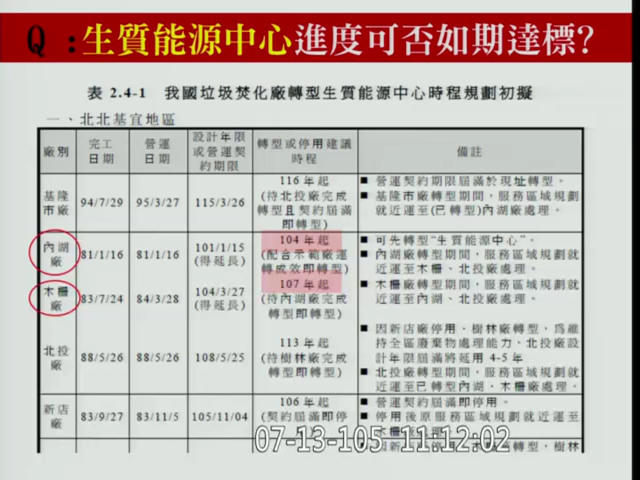 Q :生質能源中心進度可否如期達標?
表 2.4-1 我國垃圾焚化廠轉型生質能源中心時程規劃初擬
一、北北基宜地區
廠別 完工日期 營運日期 設計年限或營運契約期限 轉型或停用建議時程 備註
基隆市廠 94/7/29 95/3/27 115/3/26 116 年起(待北投廠完成轉型且契約屆滿即轉型)
■ 營運契約期限屆滿於現址轉型。
■ 基隆市廠轉型期間，服務區域規劃就近運至(已轉型)內湖廠處理。
內湖廠 81/1/16 81/1/16 101/1/15(得延長) 104 年起(配合示範廠運轉成效即轉型)
■ 可先轉型"生質能源中心"。
■ 內湖廠轉型期間，服務區域規劃就近運至木柵、北投廠處理。
木柵廠 83/7/24 84/3/28 104/3/27(得延長) 107 年起(待內湖廠完成轉型即轉型)
■ 木柵廠轉型期間，服務區域規劃就近運至內湖、北投廠處理。
北投廠 88/5/26 88/5/26 108/5/25 113 年起(待樹林廠完成轉型即轉型)
■ 因新店廠停用、樹林廠轉型，為維持全區廢棄物處理能力，北投廠設計年限屆滿將延用 4-5 年
■ 北投廠轉型期間，服務區域規劃就近運至已轉型內湖、木柵廠處理。
新店廠 83/9/27 83/11/5 105/11/04 106 年起(契約屆滿即停
■ 營運契約屆滿即停用。
■ 停用後原服務區域規劃就近運至木柵
轉型，樹林
07-13-105 11:12:02